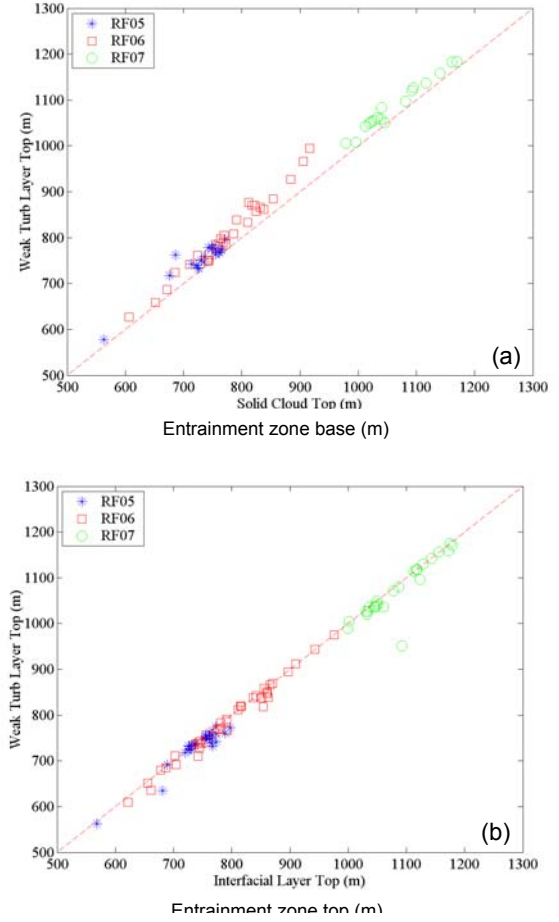 1300
RF05
RF06
RF07
1200
1100
1000
900
800
700
600
500
Weak Turb Layer Top (m)
(a)
500 600 700 800 900 1000 1100 1200 1300
Solid Cloud Top (m)
Entrainment zone base (m)
1300
RF05
RF06
RF07
1200
1100
1000
900
800
700
600
500
Weak Turb Layer Top (m)
(b)
500 600 700 800 900 1000 1100 1200 1300
Interfacial Layer Top (m)
Entrainment zone top (m)